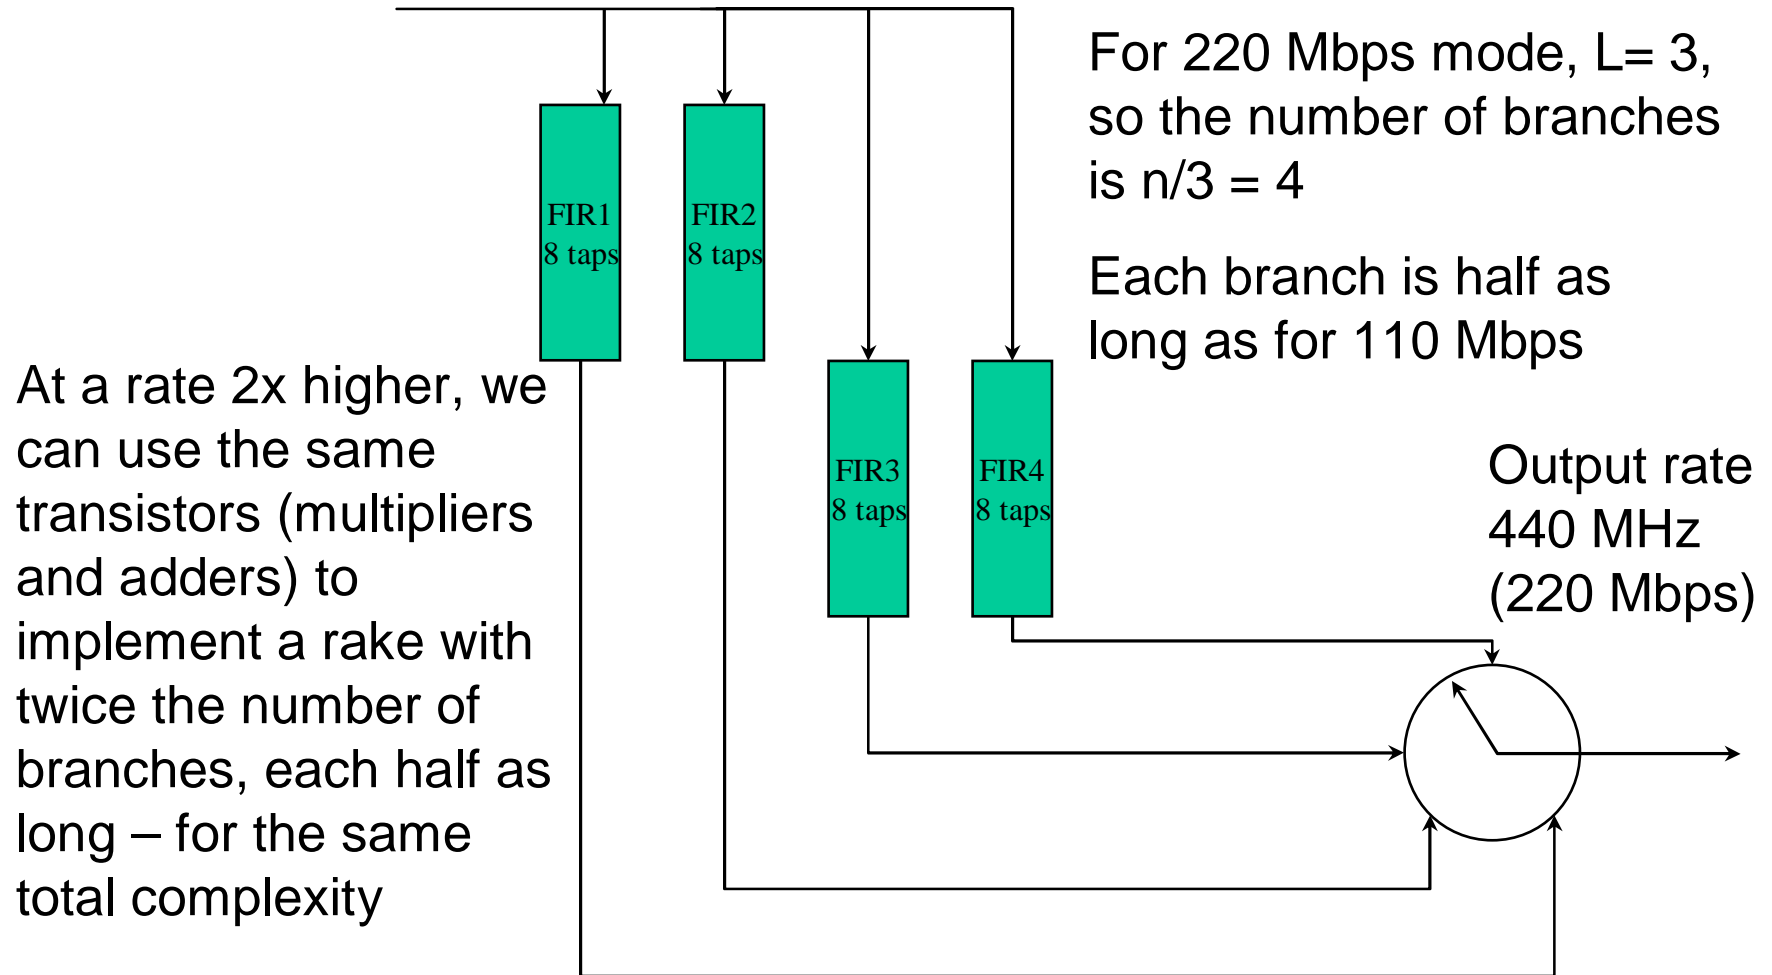 For 220 Mbps mode, L= 3,
so the number of branches
is n/3 = 4
Each branch is half as
long as for 110 Mbps
FIR1
8 taps
FIR2
8 taps
FIR3
8 taps
FIR4
8 taps
At a rate 2x higher, we
can use the same
transistors (multipliers
and adders) to
implement a rake with
twice the number of
branches, each half as
long – for the same
total complexity
Output rate
440 MHz
(220 Mbps)